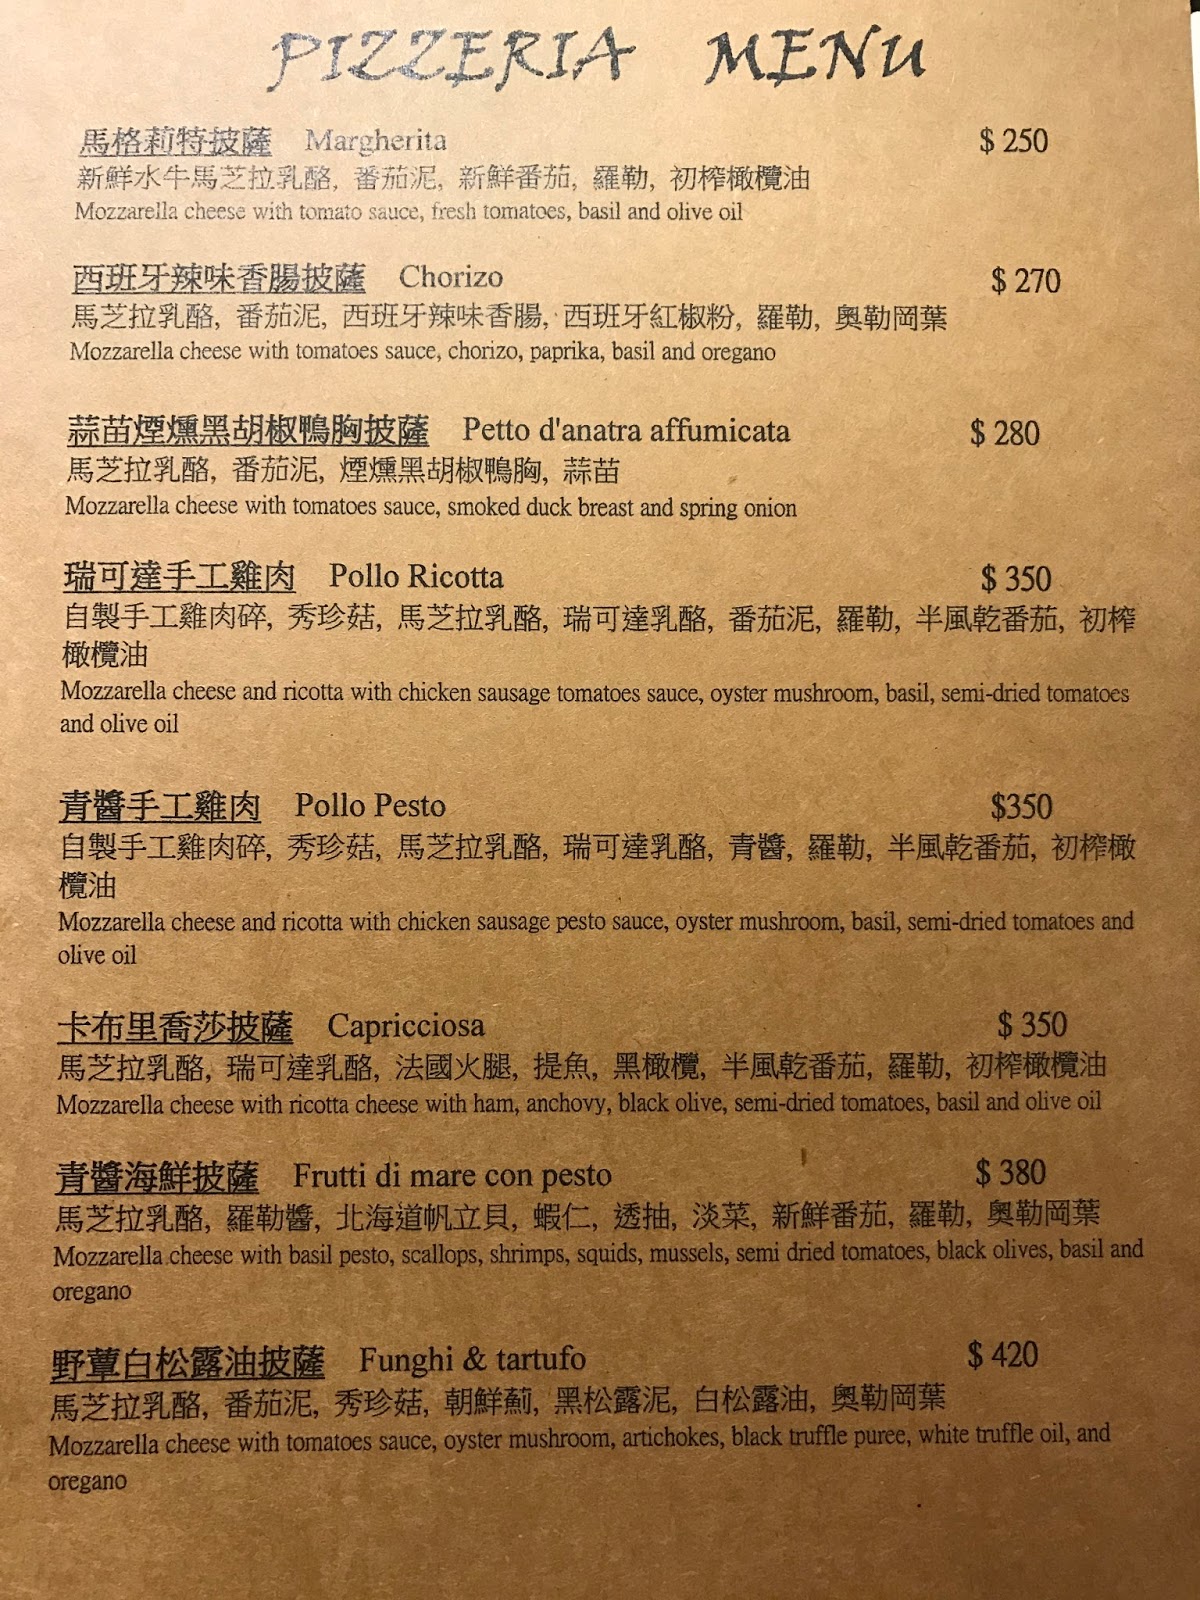 PIZZERIA MENU
馬格莉特披薩 Margherita $ 250
新鮮水牛馬芝拉乳酪, 番茄泥, 新鮮番茄, 羅勒, 初榨橄欖油
Mozzarella cheese with tomato sauce, fresh tomatoes, basil and olive oil
西班牙辣味香腸披薩 Chorizo $ 270
馬芝拉乳酪, 番茄泥, 西班牙辣味香腸, 西班牙紅椒粉, 羅勒, 奧勒岡葉
Mozzarella cheese with tomatoes sauce, chorizo, paprika, basil and oregano
蒜苗煙燻黑胡椒鴨胸披薩 Petto d'anatra affumicata $ 280
馬芝拉乳酪, 番茄泥, 煙燻黑胡椒鴨胸, 蒜苗
Mozzarella cheese with tomatoes sauce, smoked duck breast and spring onion
瑞可達手工雞肉 Pollo Ricotta $ 350
自製手工雞肉碎, 秀珍菇, 馬芝拉乳酪, 瑞可達乳酪, 番茄泥, 羅勒, 半風乾番茄, 初榨
橄欖油
Mozzarella cheese and ricotta with chicken sausage tomatoes sauce, oyster mushroom, basil, semi-dried tomatoes
and olive oil
青醬手工雞肉 Pollo Pesto $350
自製手工雞肉碎, 秀珍菇, 馬芝拉乳酪, 瑞可達乳酪, 青醬, 羅勒, 半風乾番茄, 初榨橄
欖油
Mozzarella cheese and ricotta with chicken sausage pesto sauce, oyster mushroom, basil, semi-dried tomatoes and
olive oil
卡布里喬莎披薩 Capricciosa $ 350
馬芝拉乳酪, 瑞可達乳酪, 法國火腿, 提魚, 黑橄欖, 半風乾番茄, 羅勒, 初榨橄欖油
Mozzarella cheese with ricotta cheese with ham, anchovy, black olive, semi-dried tomatoes, basil and olive oil
青醬海鮮披薩 Frutti di mare con pesto $ 380
馬芝拉乳酪, 羅勒醬, 北海道帆立貝, 蝦仁, 透抽, 淡菜, 新鮮番茄, 羅勒, 奧勒岡葉
Mozzarella cheese with basil pesto, scallops, shrimps, squids, mussels, semi dried tomatoes, black olives, basil and
oregano
野蕈白松露油披薩 Funghi & tartufo $ 420
馬芝拉乳酪, 番茄泥, 秀珍菇, 朝鮮薊, 黑松露泥, 白松露油, 奧勒岡葉
Mozzarella cheese with tomatoes sauce, oyster mushroom, artichokes, black truffle puree, white truffle oil, and
oregano